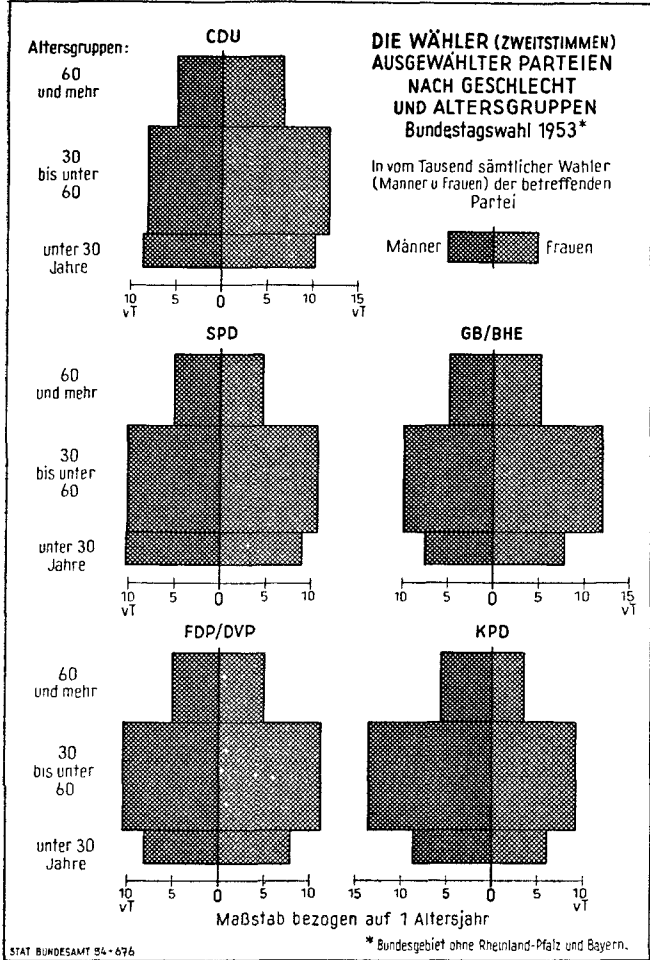 Altersgruppen:
CDU
DIE WÄHLER (ZWEITSTIMMEN)
AUSGEWÄHLTER PARTEIEN
NACH GESCHLECHT
UND ALTERSGRUPPEN
Bundestagswahl 1953*
In vom Tausend sämtlicher Wahler
(Manner u Frauen) der betreffenden
Partei
Männer Frauen
60
und mehr
30
bis unter
60
unter 30
Jahre
10 5 0 5 10 15
vT vT
SPD GB/BHE
60
und mehr
30
bis unter
60
unter 30
Jahre
10 5 0 5 10 10 5 0 5 10 15
vT vT vT
FDP/DVP KPD
60
und mehr
30
bis unter
60
unter 30
Jahre
10 5 0 5 10 15 10 5 0 5 10
vT vT
Maßstab bezogen auf 1 Altersjahr
STAT BUNDESAMT 54-676
* Bundesgebiet ohne Rheinland-Pfalz und Bayern.